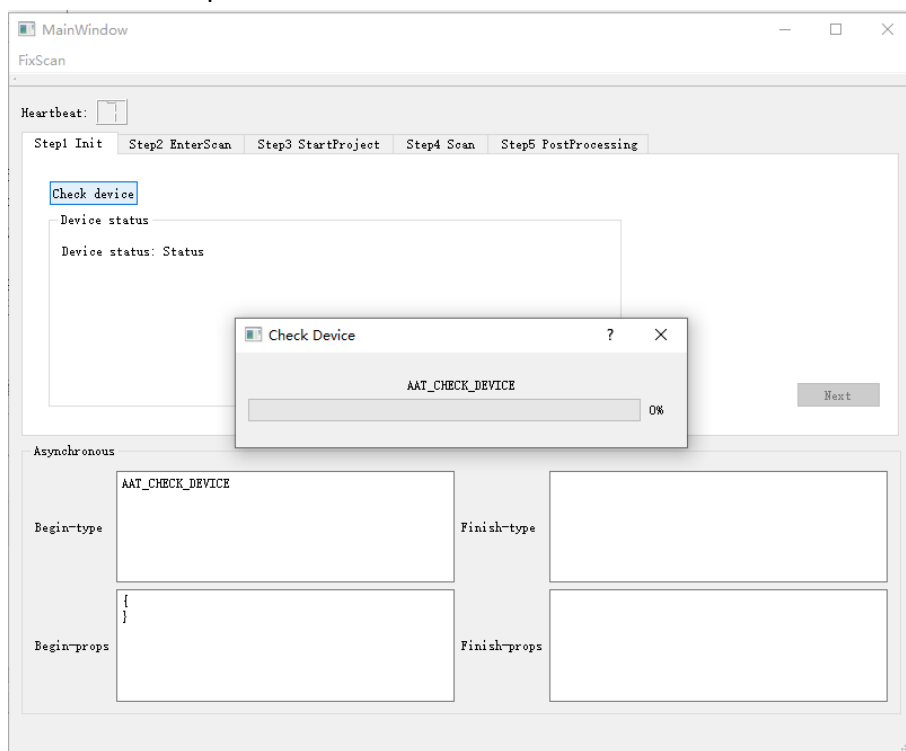 MainWindow
FixScan
Heartbeat:
Step1 Init Step2 EnterScan Step3 StartProject Step4 Scan Step5 PostProcessing
Check device
Device status
Device status: Status
Check Device ?
AAT_CHECK_DEVICE
0%
Next
Asynchronous
AAT_CHECK_DEVICE
Begin-type
Finish-type
{
}
Begin-props
Finish-props